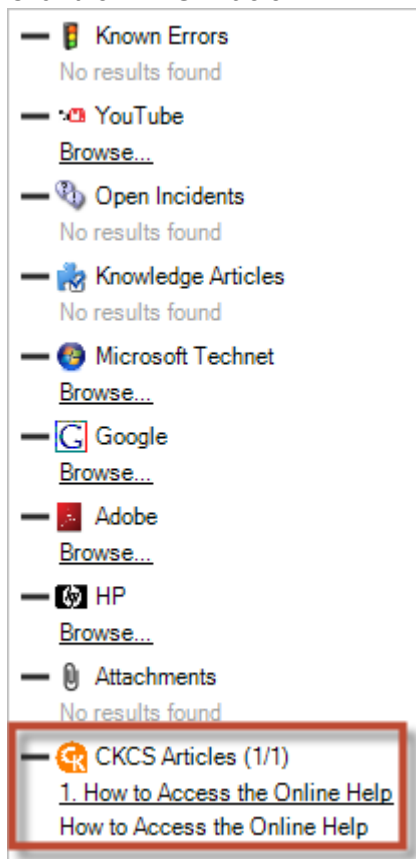 Known Errors
No results found
YouTube
Browse...
Open Incidents
No results found
Knowledge Articles
No results found
Microsoft Technet
Browse...
G Google
Browse...
Adobe
Browse...
hp HP
Browse...
Attachments
No results found
CK CKCS Articles (1/1)
1. How to Access the Online Help
How to Access the Online Help